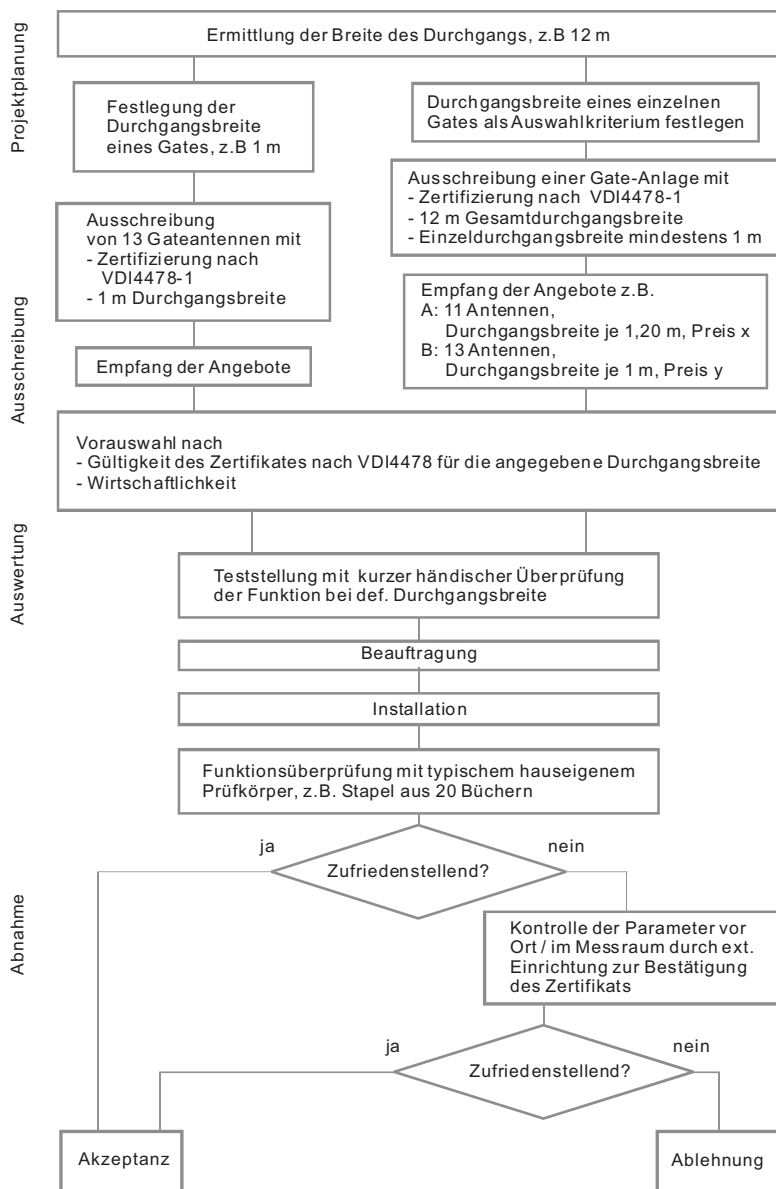 Projektplanung
Ermittlung der Breite des Durchgangs, z.B 12 m
Festlegung der
Durchgangsbreite
eines Gates, z.B 1 m
Durchgangsbreite eines einzelnen
Gates als Auswahlkriterium festlegen
Ausschreibung
Ausschreibung
von 13 Gateantennen mit
- Zertifizierung nach
VDI4478-1
- 1 m Durchgangsbreite
Empfang der Angebote
Ausschreibung einer Gate-Anlage mit
- Zertifizierung nach VDI4478-1
- 12 m Gesamtdurchgangsbreite
- Einzeldurchgangsbreite mindestens 1 m
Empfang der Angebote z.B.
A: 11 Antennen,
Durchgangsbreite je 1,20 m, Preis x
B: 13 Antennen,
Durchgangsbreite je 1 m, Preis y
Auswertung
Vorauswahl nach
- Gültigkeit des Zertifikates nach VDI4478 für die angegebene Durchgangsbreite
- Wirtschaftlichkeit
Teststellung mit kurzer händischer Überprüfung
der Funktion bei def. Durchgangsbreite
Beauftragung
Installation
Abnahme
Funktionsüberprüfung mit typischem hauseigenem
Prüfkörper, z.B. Stapel aus 20 Büchern
ja
nein
Zufriedenstellend?
Kontrolle der Parameter vor
Ort / im Messraum durch ext.
Einrichtung zur Bestätigung
des Zertifikats
ja
nein
Zufriedenstellend?
Akzeptanz
Ablehnung